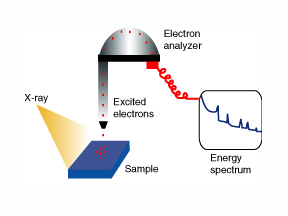 Electron
analyzer
X-ray
Excited
electrons
Sample
Energy
spectrum